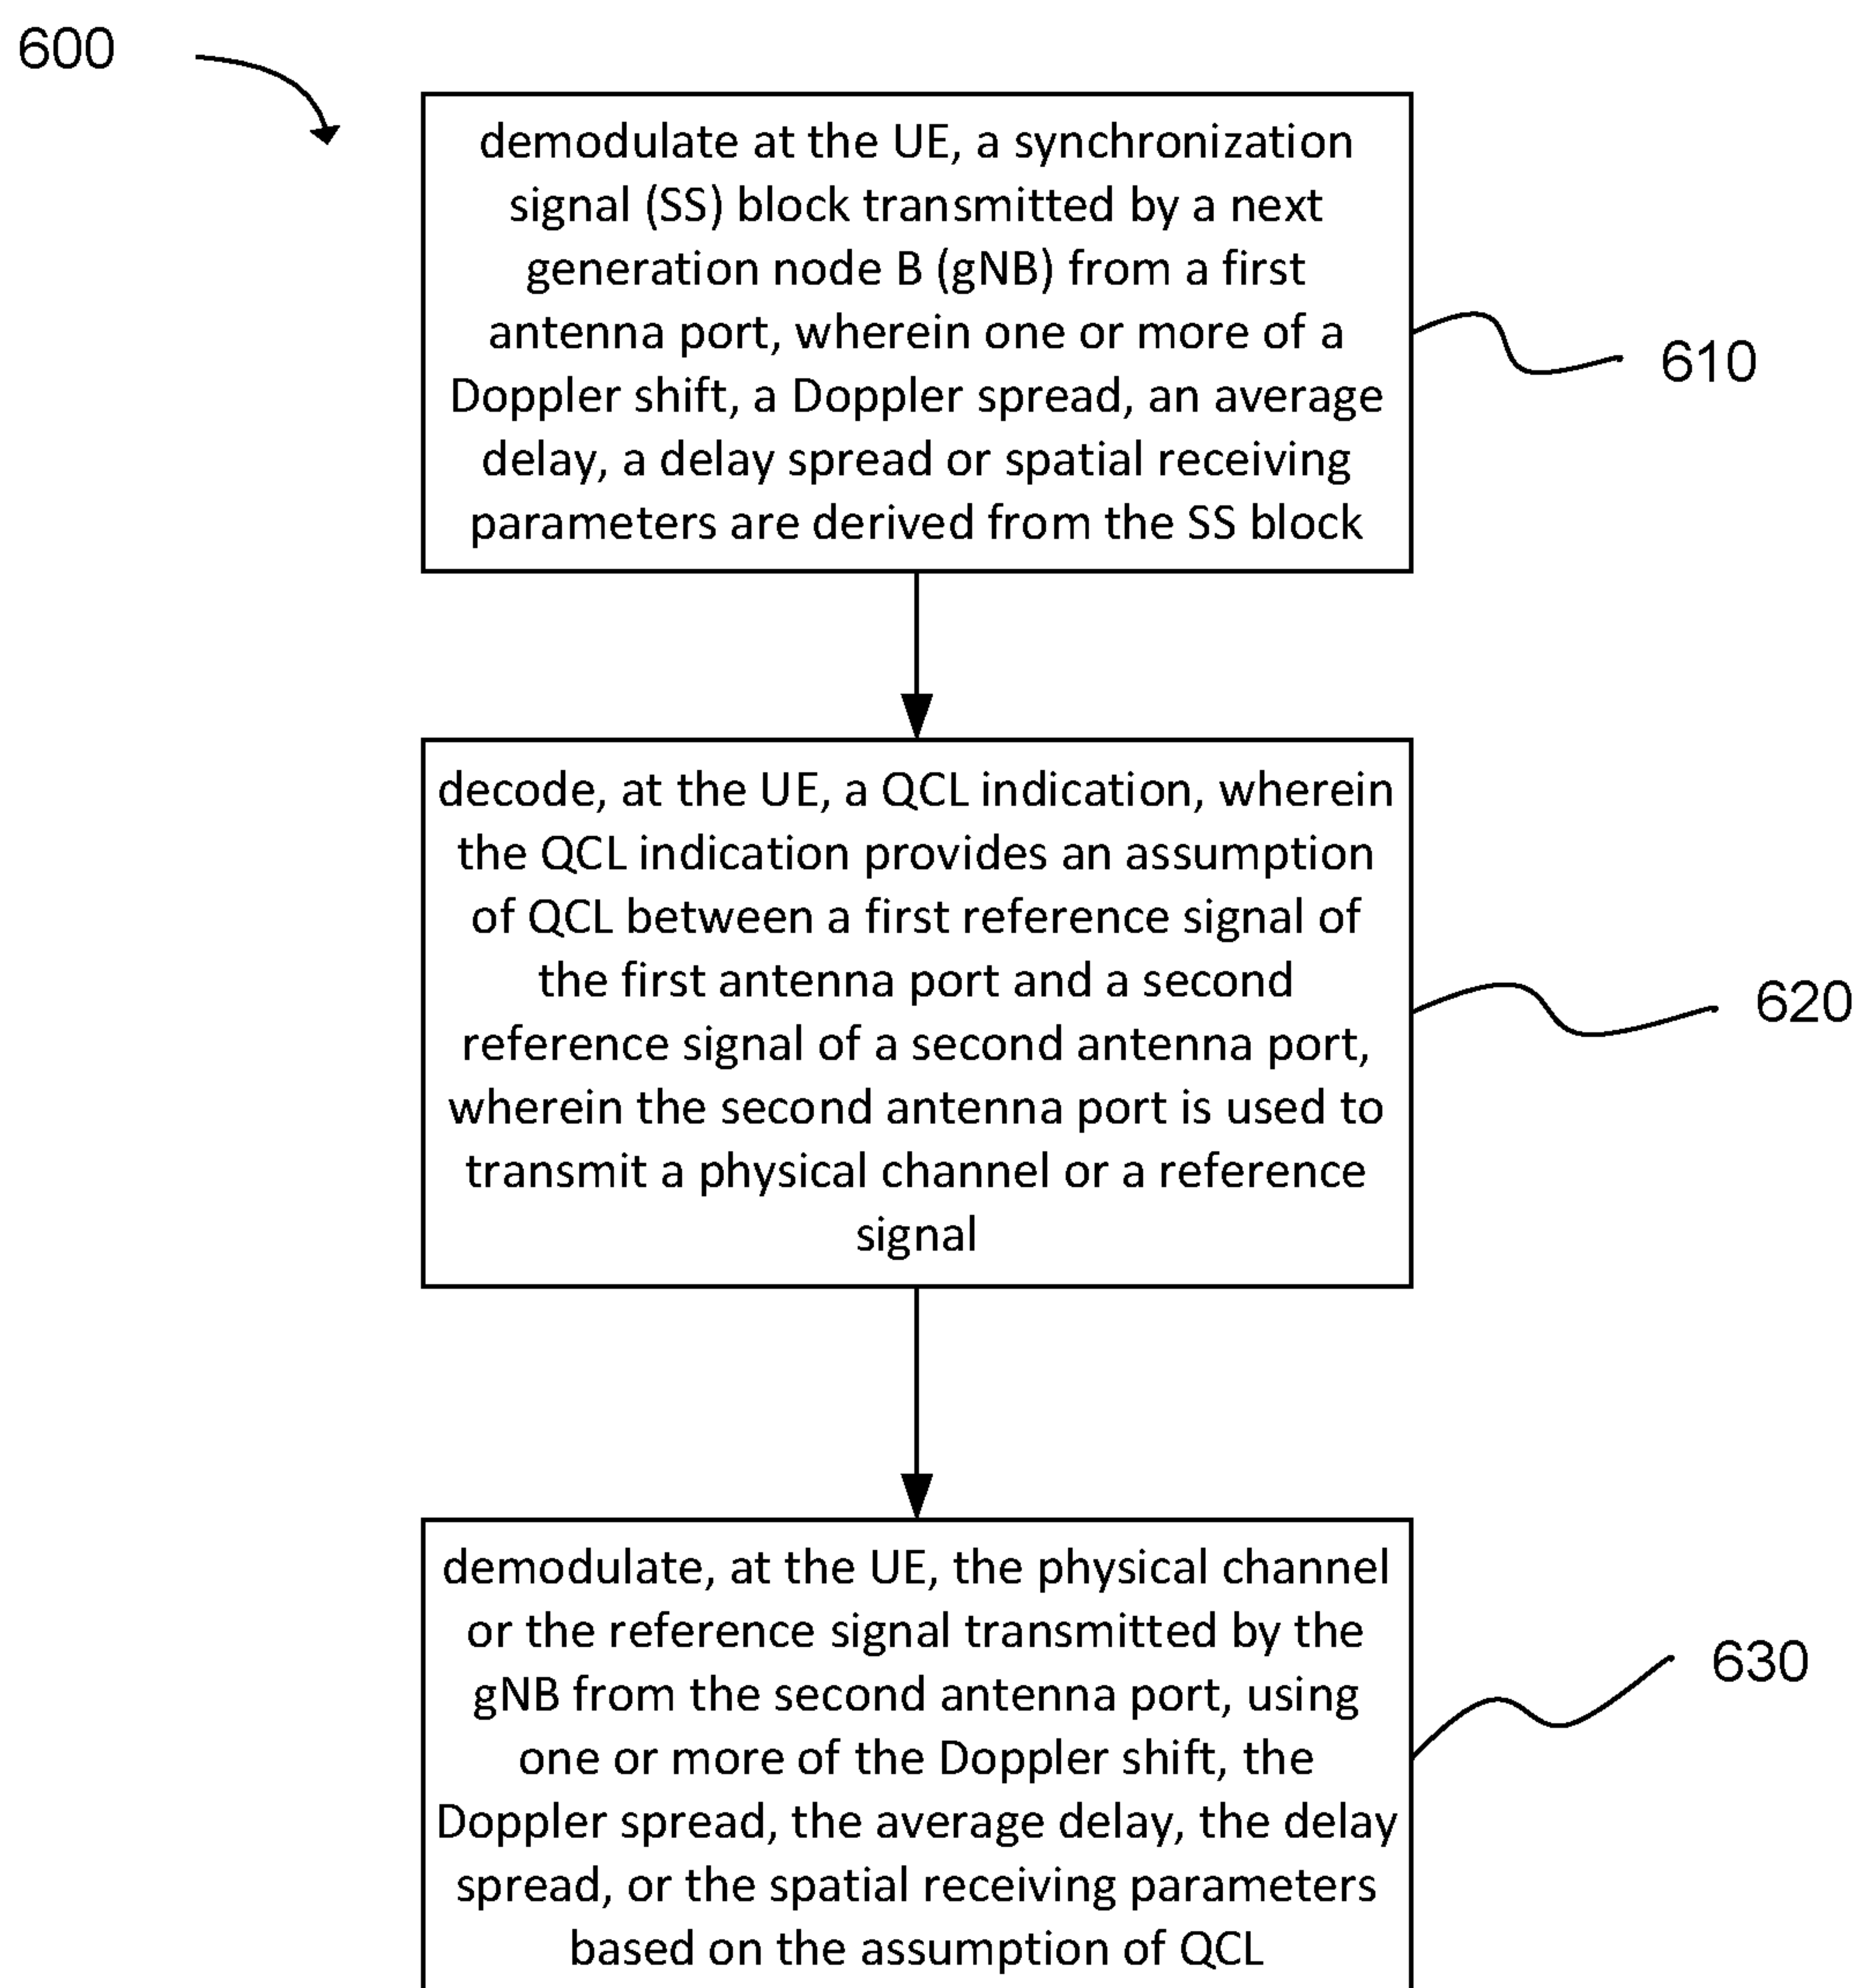 600
demodulate at the UE, a synchronization
signal (SS) block transmitted by a next
generation node B (gNB) from a first
antenna port, wherein one or more of a
Doppler shift, a Doppler spread, an average
delay, a delay spread or spatial receiving
parameters are derived from the SS block
610
decode, at the UE, a QCL indication, wherein
the QCL indication provides an assumption
of QCL between a first reference signal of
the first antenna port and a second
reference signal of a second antenna port,
wherein the second antenna port is used to
transmit a physical channel or a reference
signal
620
demodulate, at the UE, the physical channel
or the reference signal transmitted by the
gNB from the second antenna port, using
one or more of the Doppler shift, the
Doppler spread, the average delay, the delay
spread, or the spatial receiving parameters
based on the assumption of QCL
630